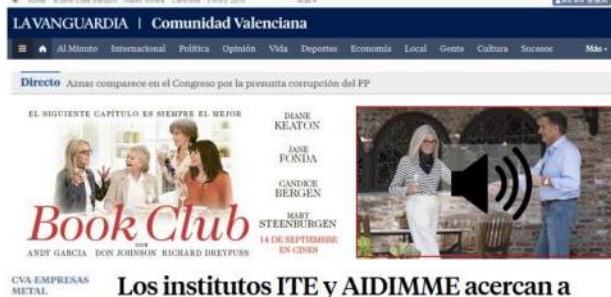 LAVANGUARDIA | Comunidad Valenciana
Al Minuto Internacional Política Opinión Vida Deportes Economía Local Gente Cultura Sucesos Más
Directo Aznar comparece en el Congreso por la presunta corrupción del PP
EL SIGUIENTE CAPÍTULO ES SIEMPRE EL MEJOR
DIANE
KEATON
JANE
FONDA
CANDICE
BERGEN
MARY
STEENBURGEN
Book Club
CON
ANDY GARCIA DON JOHNSON RICHARD DREYFUSS
14 DE SEPTIEMBRE
EN CINES
CVA-EMPRESAS
METAL
Los institutos ITE y AIDIMME acercan a